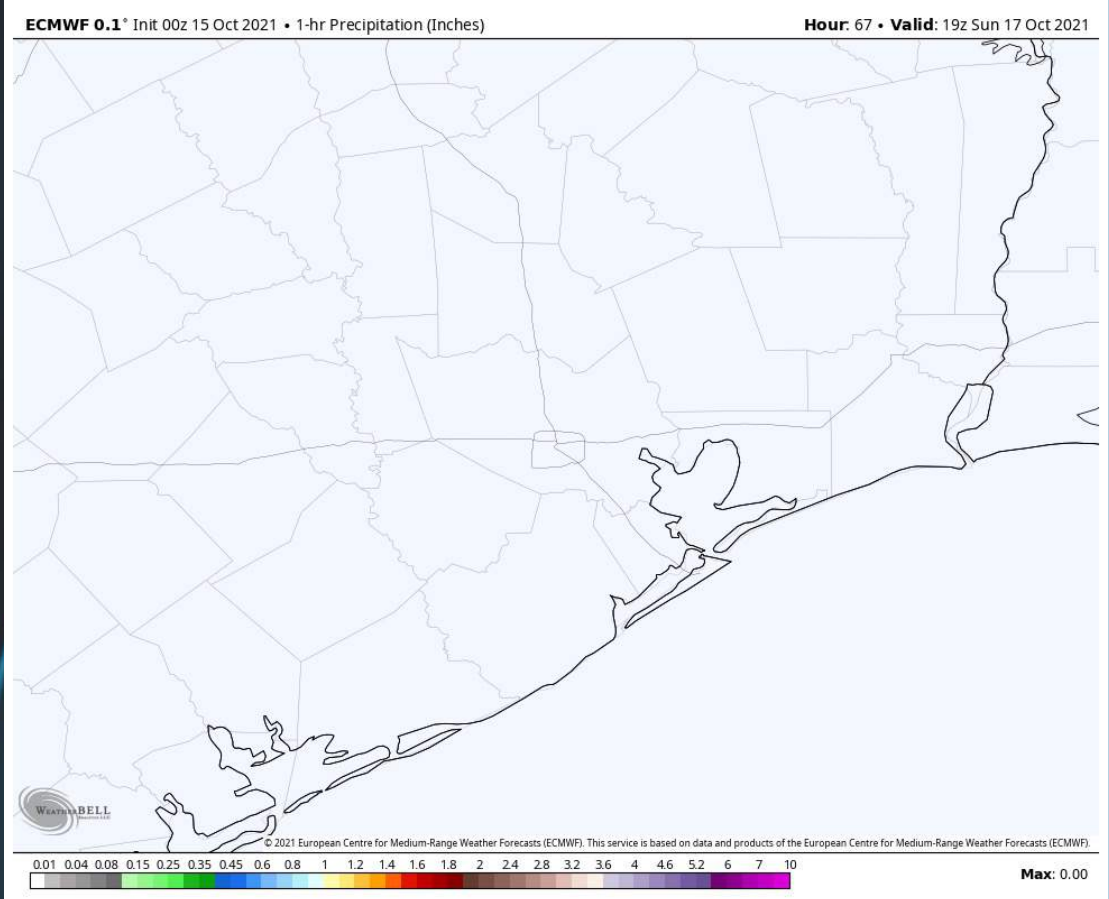 ECMWF 0.1° Init 00z 15 Oct 2021 • 1-hr Precipitation (Inches)
Hour: 67 • Valid: 19z Sun 17 Oct 2021
WEATHERBELL
© 2021 European Centre for Medium-Range Weather Forecasts (ECMWF). This service is based on data and products of the European Centre for Medium-Range Weather Forecasts (ECMWF).
0.01 0.04 0.08 0.15 0.25 0.35 0.45 0.6 0.8 1 1.2 1.4 1.6 1.8 2 2.4 2.8 3.2 3.6 4 4.6 5.2 6 7 10
Max: 0.00